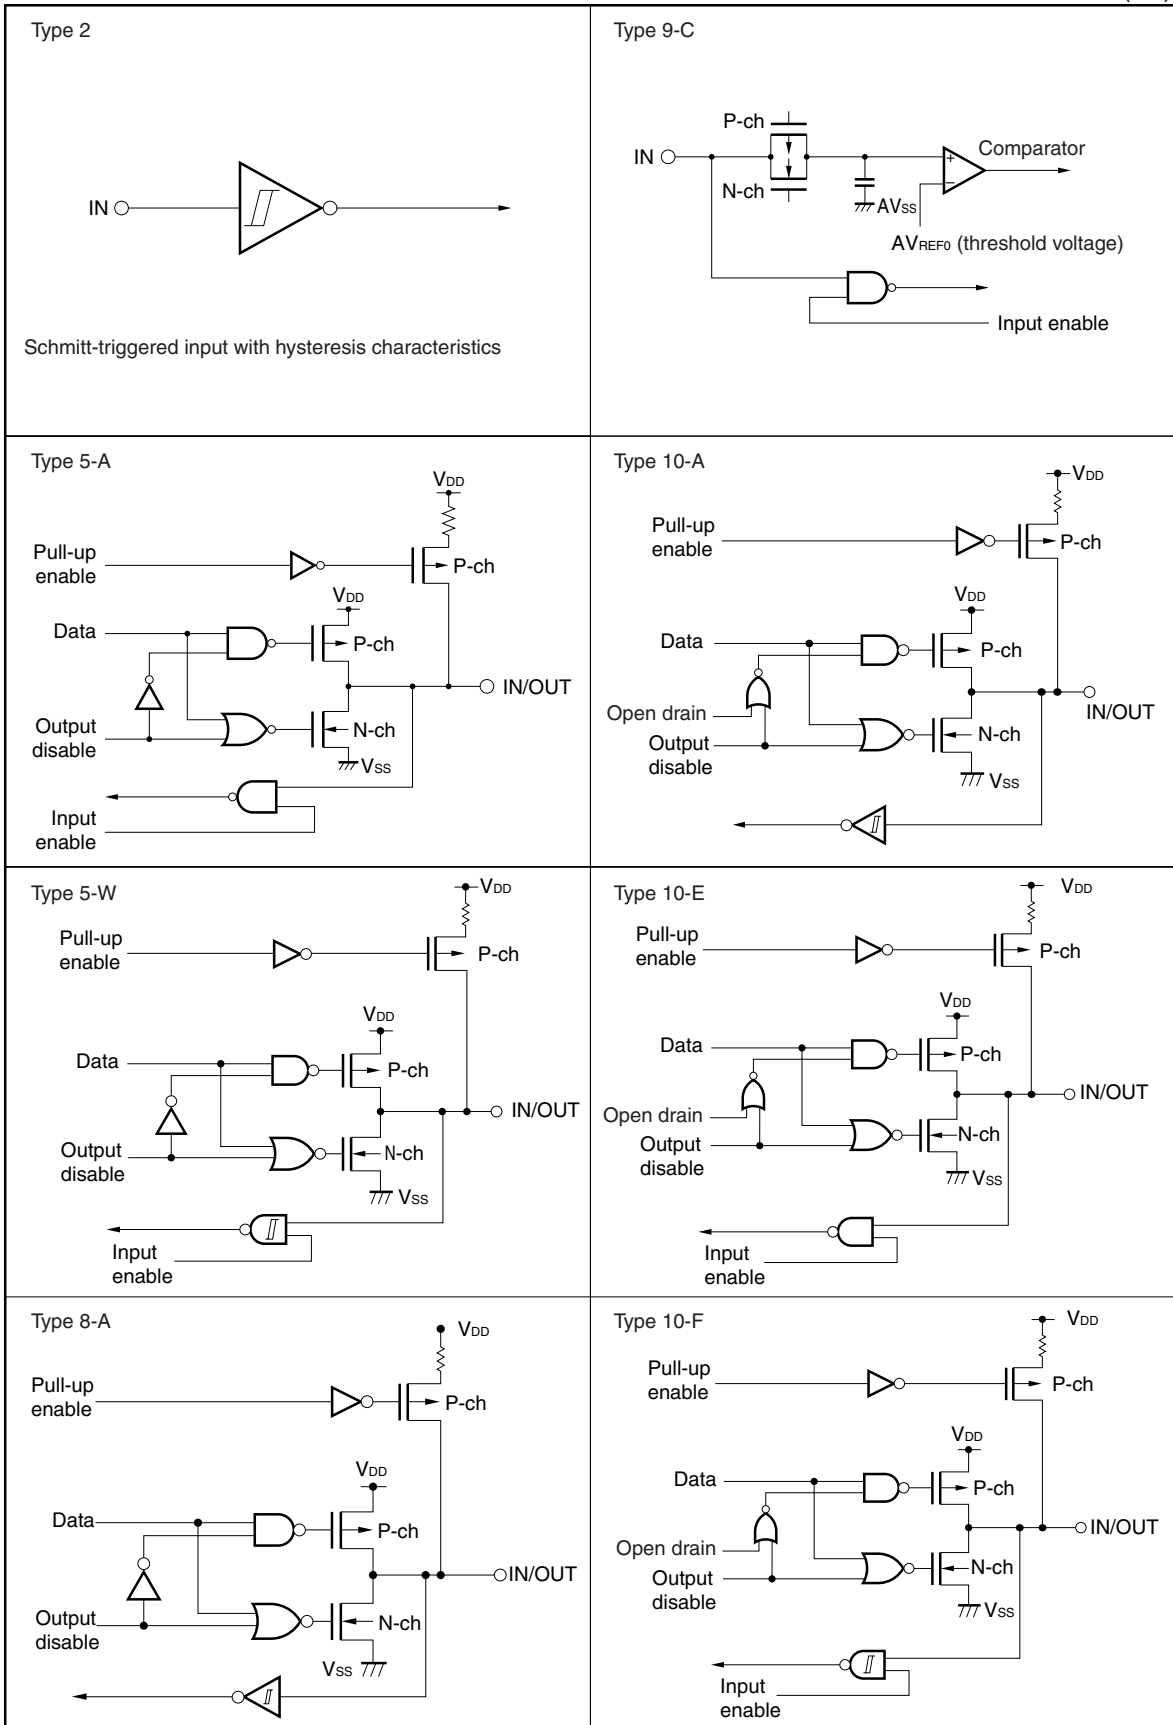 Type 2
IN
Schmitt-triggered input with hysteresis characteristics
Type 9-C
P-ch
IN
N-ch
Comparator
+
−
AVSS
AVREF0 (threshold voltage)
Input enable
Type 5-A
VDD
Pull-up
enable
P-ch
VDD
Data
P-ch
IN/OUT
Output
disable
N-ch
VSS
Input
enable
Type 10-A
VDD
Pull-up
enable
P-ch
VDD
Data
P-ch
IN/OUT
Open drain
Output
disable
N-ch
VSS
Type 5-W
VDD
Pull-up
enable
P-ch
VDD
Data
P-ch
IN/OUT
Output
disable
N-ch
VSS
Input
enable
Type 10-E
VDD
Pull-up
enable
P-ch
VDD
Data
P-ch
IN/OUT
Open drain
Output
disable
N-ch
VSS
Input
enable
Type 8-A
VDD
Pull-up
enable
P-ch
VDD
Data
P-ch
IN/OUT
Output
disable
N-ch
VSS
Type 10-F
VDD
Pull-up
enable
P-ch
VDD
Data
P-ch
IN/OUT
Open drain
Output
disable
N-ch
VSS
Input
enable